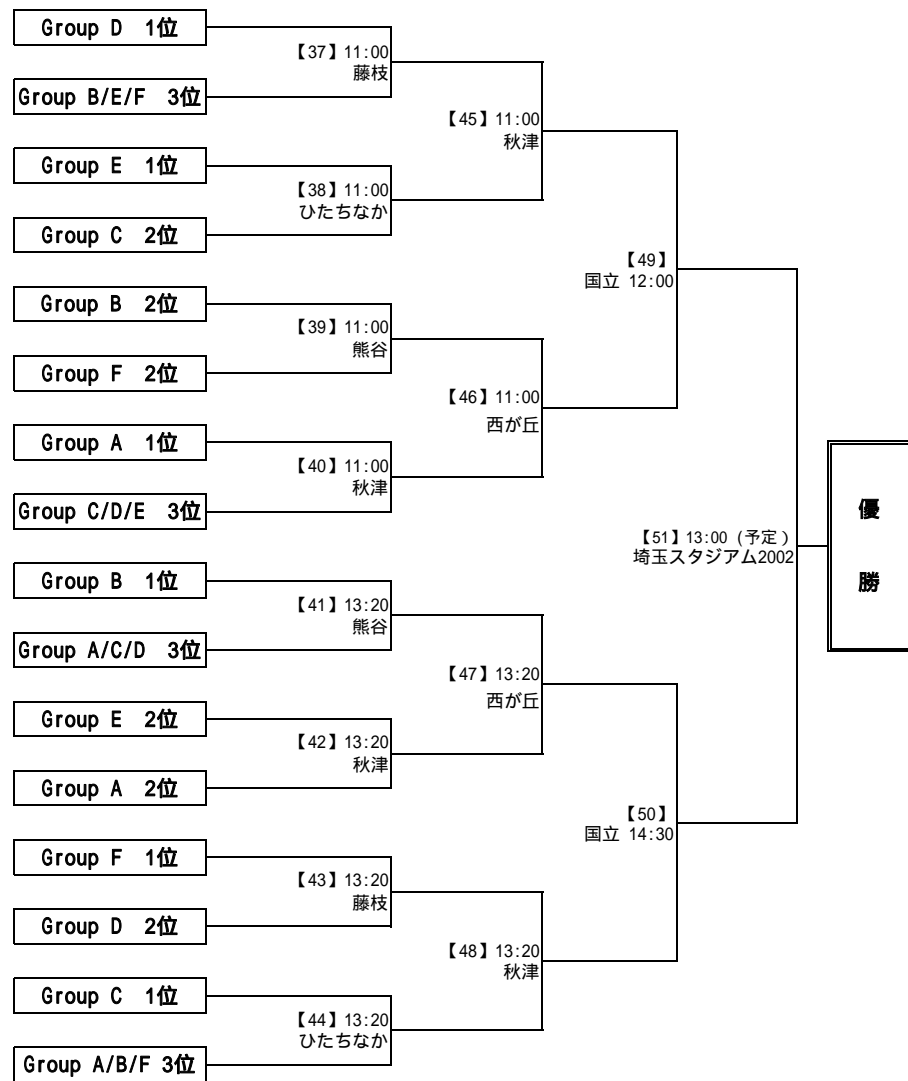 Group D 1位
【37】11:00
藤枝
Group B/E/F 3位
【45】11:00
秋津
Group E 1位
【38】11:00
ひたちなか
Group C 2位
【49】
国立 12:00
Group B 2位
【39】11:00
熊谷
Group F 2位
【46】11:00
西が丘
Group A 1位
【40】11:00
秋津
Group C/D/E 3位
【51】13:00 (予定)
埼玉スタジアム2002
優
勝
Group B 1位
【41】13:20
熊谷
Group A/C/D 3位
【47】13:20
西が丘
Group E 2位
【42】13:20
秋津
Group A 2位
【50】
国立 14:30
Group F 1位
【43】13:20
藤枝
Group D 2位
【48】13:20
秋津
Group C 1位
【44】13:20
ひたちなか
Group A/B/F 3位